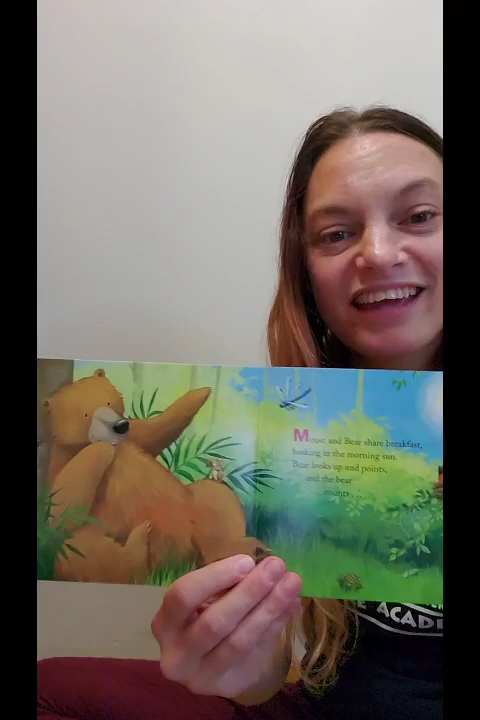 Mouse and Bear share breakfast,
basking in the morning sun.
Bear looks up and points,
and the bear
counts . . .
ACAD